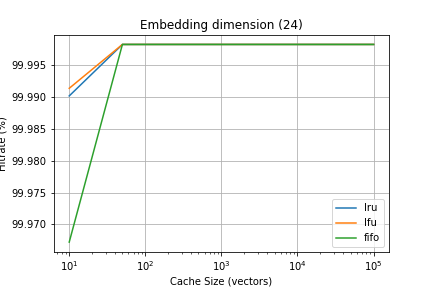 Embedding dimension (24)
Hitrate (%)
99.995
99.990
99.985
99.980
99.975
99.970
lru
lfu
fifo
10¹ 10² 10³ 10⁴ 10⁵
Cache Size (vectors)